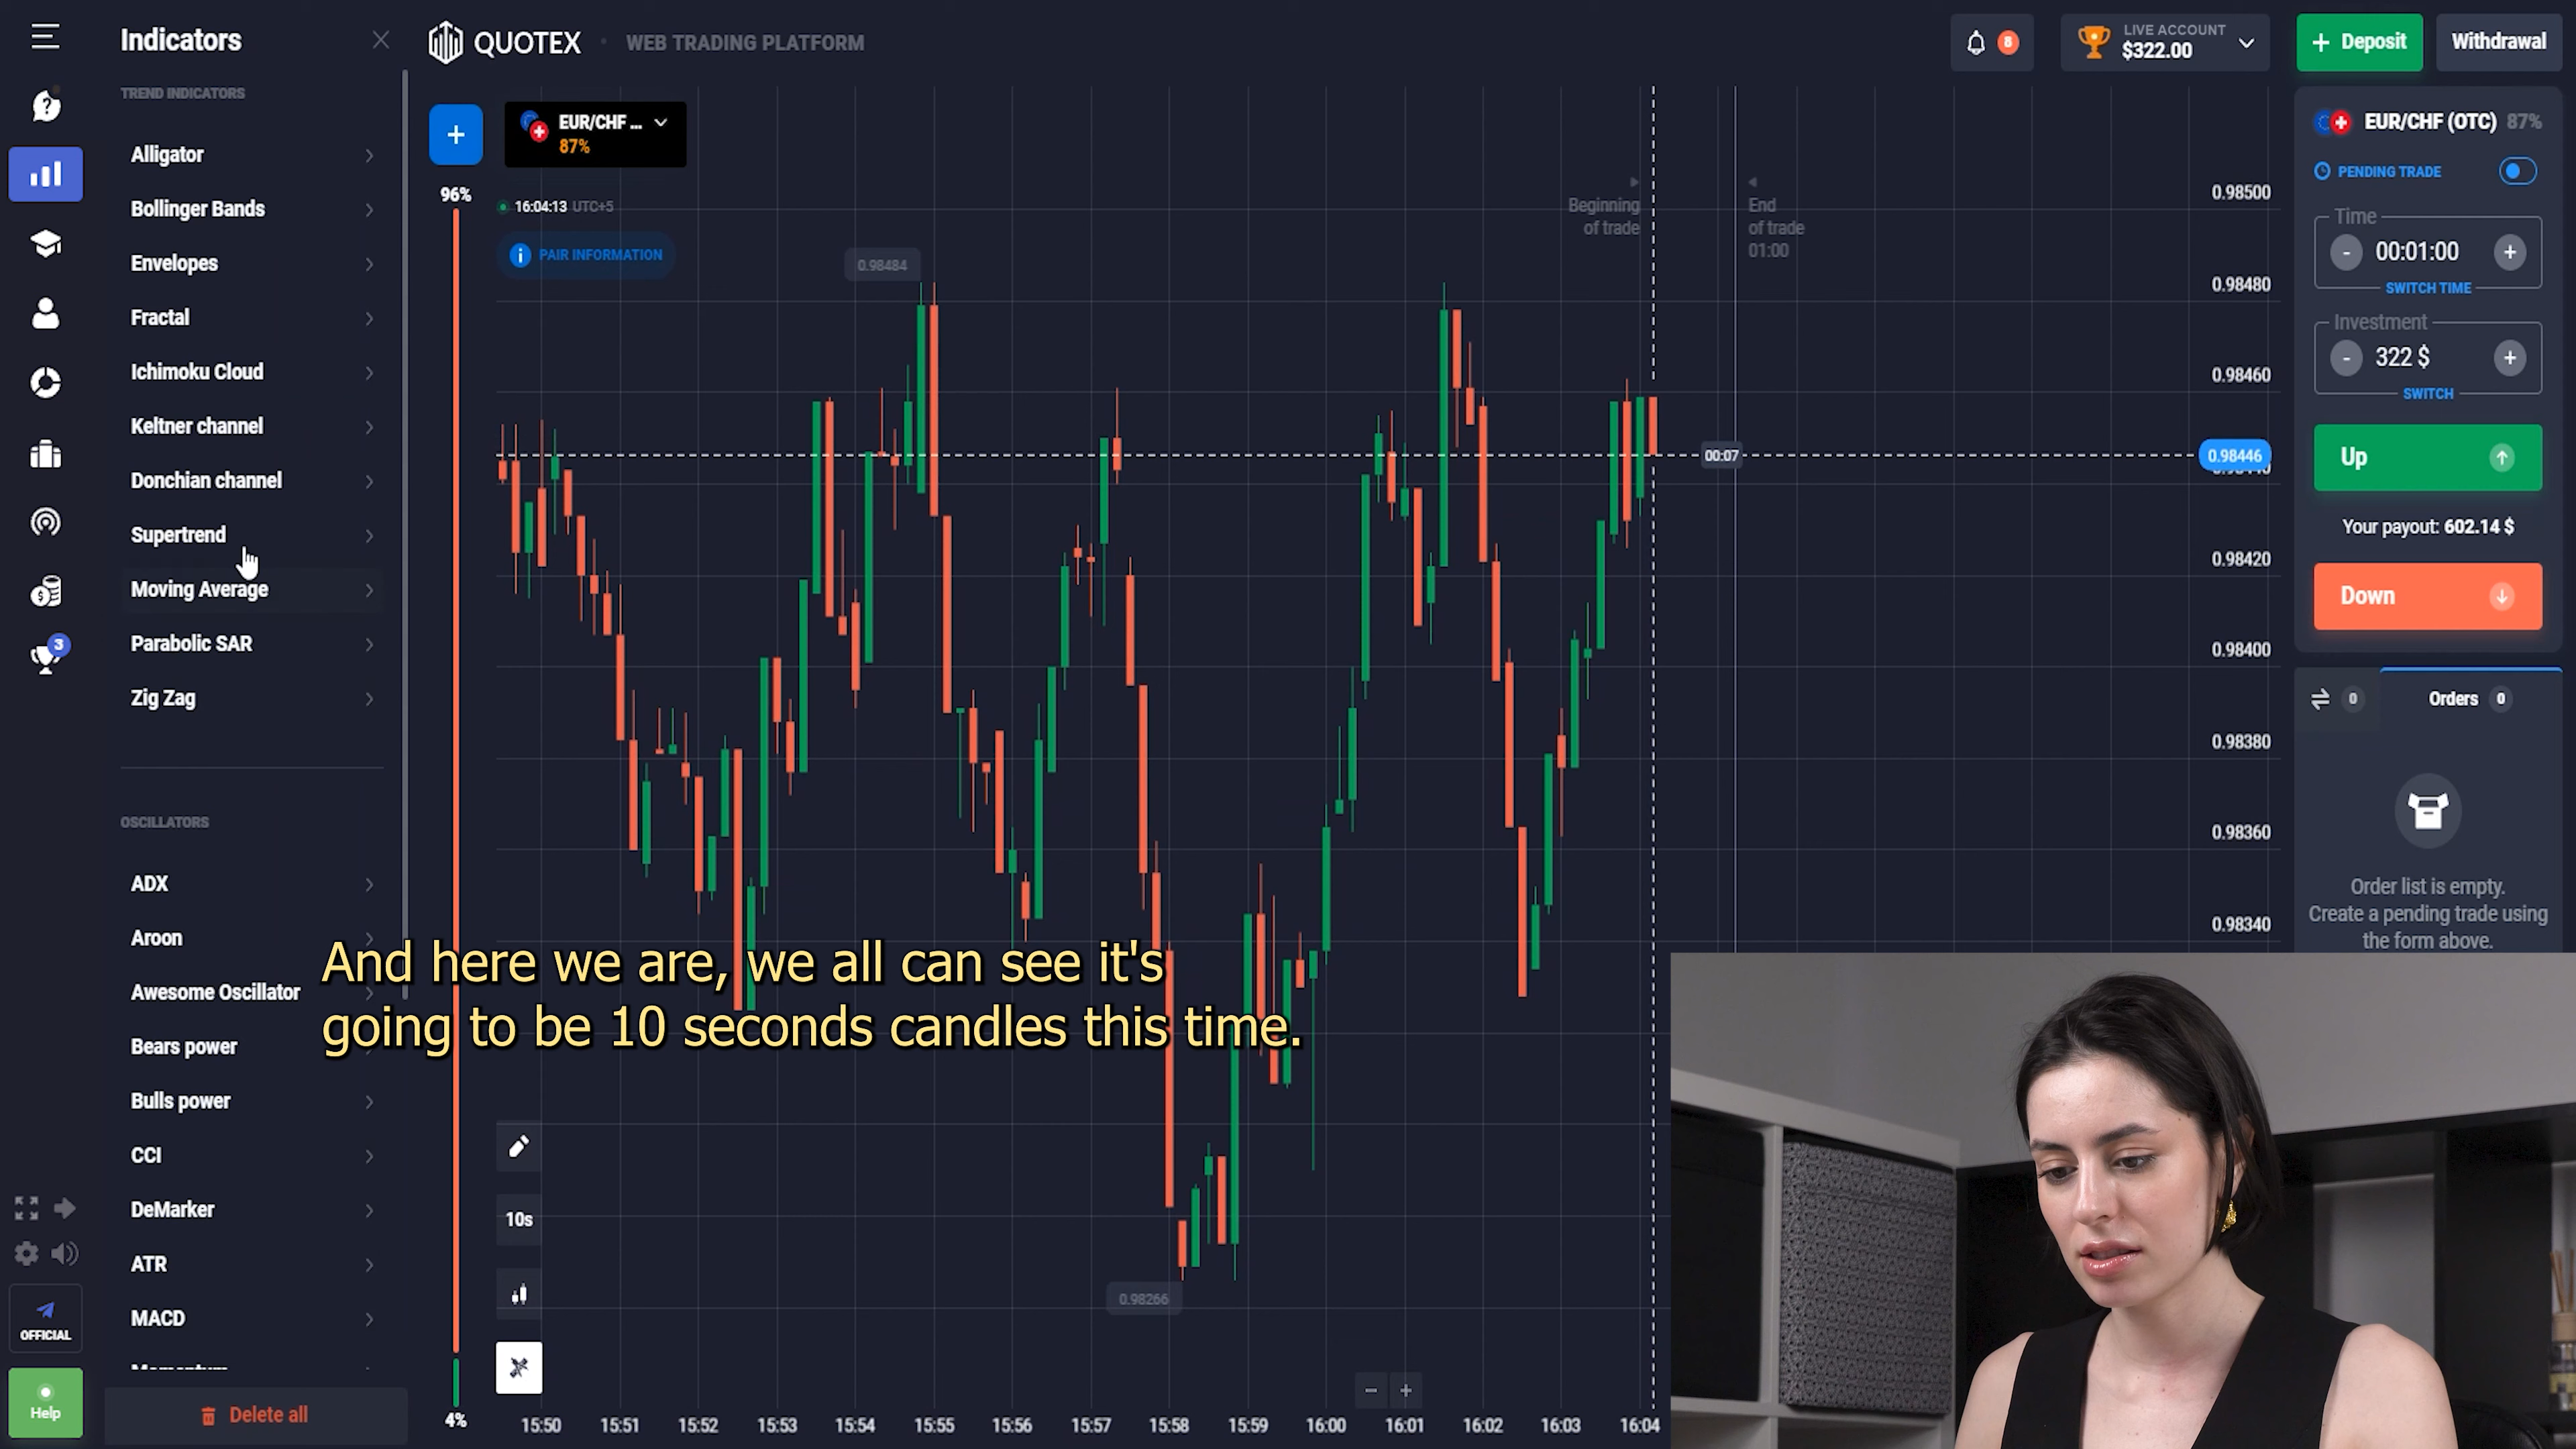 Indicators
QUOTEX
WEB TRADING PLATFORM
8
LIVE ACCOUNT
$322.00
+ Deposit
Withdrawal
TREND INDICATORS
Alligator
Bollinger Bands
Envelopes
Fractal
Ichimoku Cloud
Keltner channel
Donchian channel
Supertrend
Moving Average
Parabolic SAR
Zig Zag
OSCILLATORS
ADX
Aroon
Awesome Oscillator
Bears power
Bulls power
CCI
DeMarker
ATR
MACD
Momentum
Delete all
3
OFFICIAL
Help
+
EUR/CHF ...
87%
96%
16:04:13 UTC+5
PAIR INFORMATION
0.98484
Beginning
of trade
End
of trade
01:00
00:07
0.98446
0.98500
0.98480
0.98460
0.98420
0.98400
0.98380
0.98360
0.98340
0.98266
And here we are, we all can see it's
going to be 10 seconds candles this time.
10s
4%
- +
15:50 15:51 15:52 15:53 15:54 15:55 15:56 15:57 15:58 15:59 16:00 16:01 16:02 16:03 16:04
EUR/CHF (OTC) 87%
PENDING TRADE
Time
- 00:01:00 +
SWITCH TIME
Investment
- 322 $ +
SWITCH
Up
Your payout: 602.14 $
Down
0
Orders 0
Order list is empty.
Create a pending trade using
the form above.